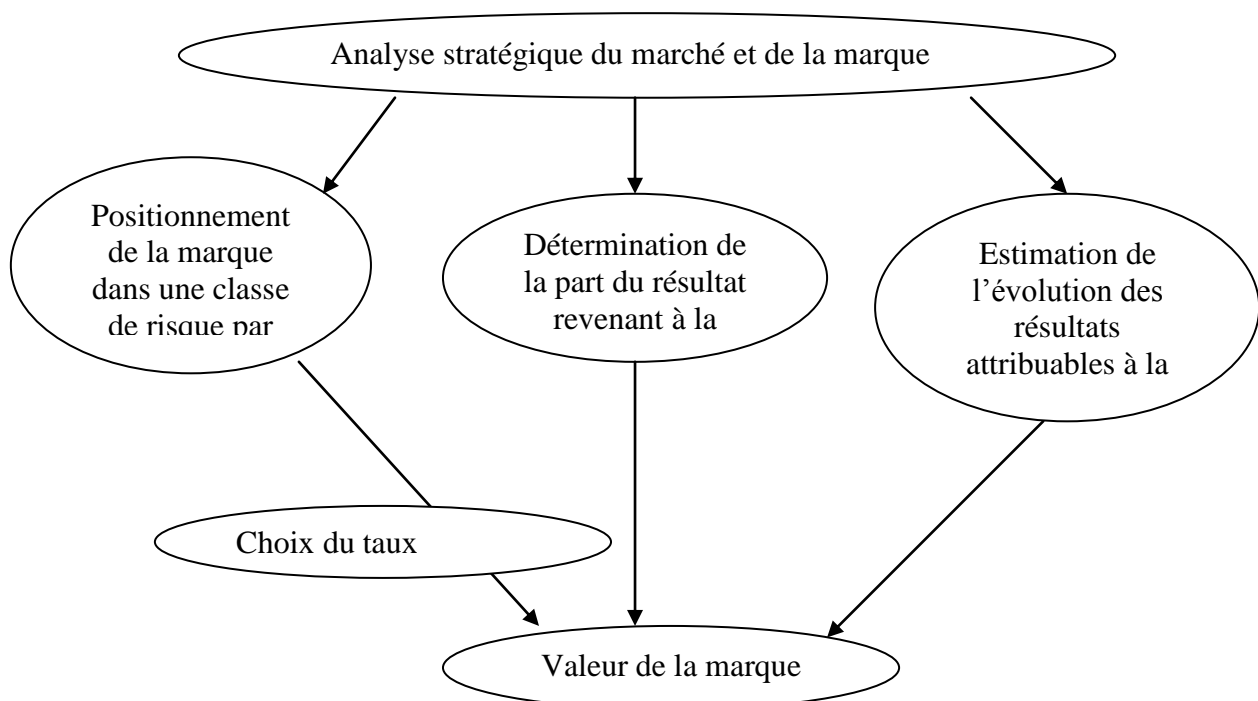 Analyse stratégique du marché et de la marque
Positionnement
de la marque
dans une classe
de risque par
Détermination de
la part du résultat
revenant à la
Estimation de
l’évolution des
résultats
attribuables à la
Choix du taux
Valeur de la marque